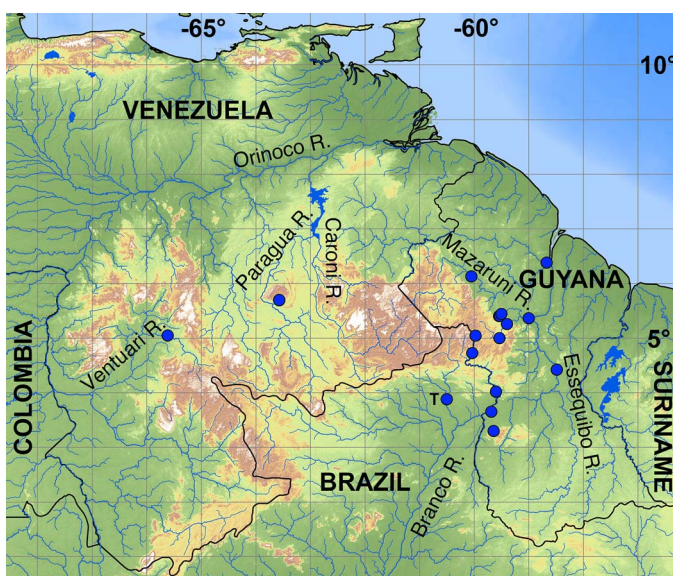 -65°
-60°
10°
VENEZUELA
Orinoco R.
Paragua R.
Caroni R.
Mazaruni R.
GUYANA
Ventuari R.
5°
COLOMBIA
Essequibo R.
SURINAME
T
BRAZIL
Branco R.